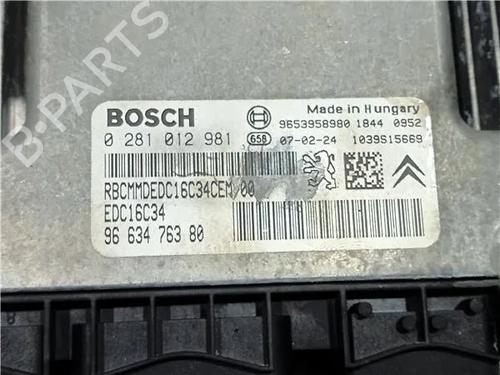 BOSCH
Made in Hungary
9653958980 1844 0952
0 281 012 981
658
07-02-24 1039S15669
RBCMMDEDC16C34CEM/00
EDC16C34
96 634 763 80
B-PARTS